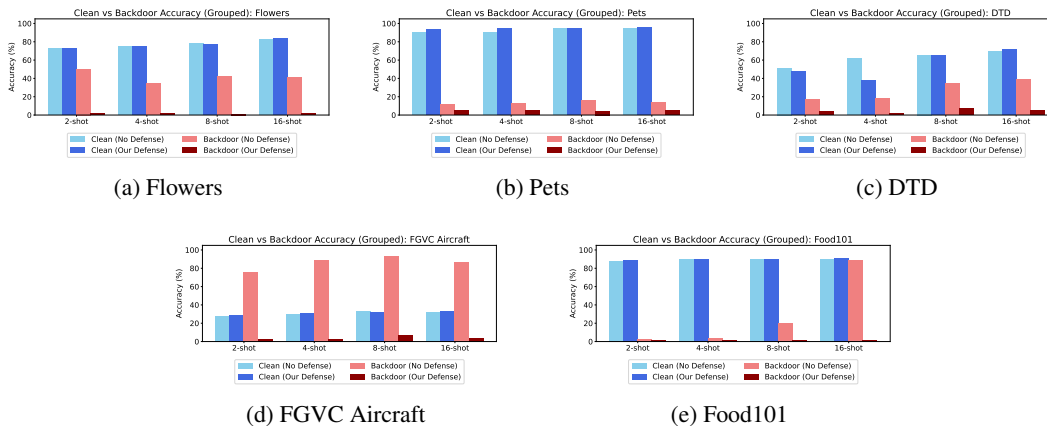 Clean vs Backdoor Accuracy (Grouped): Flowers
Accuracy (%)
100
80
60
40
20
0
2-shot 4-shot 8-shot 16-shot
Clean (No Defense) Backdoor (No Defense)
Clean (Our Defense) Backdoor (Our Defense)
(a) Flowers
Clean vs Backdoor Accuracy (Grouped): Pets
Accuracy (%)
100
80
60
40
20
0
2-shot 4-shot 8-shot 16-shot
Clean (No Defense) Backdoor (No Defense)
Clean (Our Defense) Backdoor (Our Defense)
(b) Pets
Clean vs Backdoor Accuracy (Grouped): DTD
Accuracy (%)
100
80
60
40
20
0
2-shot 4-shot 8-shot 16-shot
Clean (No Defense) Backdoor (No Defense)
Clean (Our Defense) Backdoor (Our Defense)
(c) DTD
Clean vs Backdoor Accuracy (Grouped): FGVC Aircraft
Accuracy (%)
100
80
60
40
20
0
2-shot 4-shot 8-shot 16-shot
Clean (No Defense) Backdoor (No Defense)
Clean (Our Defense) Backdoor (Our Defense)
(d) FGVC Aircraft
Clean vs Backdoor Accuracy (Grouped): Food101
Accuracy (%)
100
80
60
40
20
0
2-shot 4-shot 8-shot 16-shot
Clean (No Defense) Backdoor (No Defense)
Clean (Our Defense) Backdoor (Our Defense)
(e) Food101